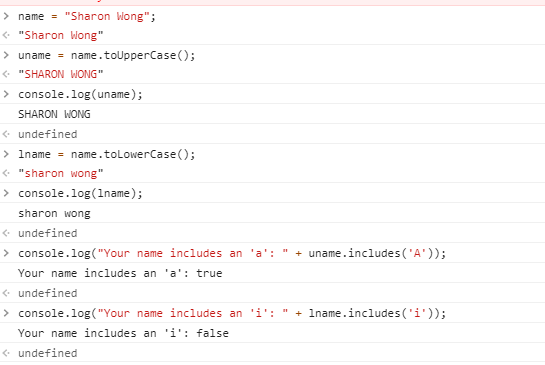 > name = "Sharon Wong";
<· "Sharon Wong"
> uname = name.toUpperCase();
<· "SHARON WONG"
> console.log(uname);
SHARON WONG
<· undefined
> lname = name.toLowerCase();
<· "sharon wong"
> console.log(lname);
sharon wong
<· undefined
> console.log("Your name includes an 'a': " + uname.includes('A'));
Your name includes an 'a': true
<· undefined
> console.log("Your name includes an 'i': " + lname.includes('i'));
Your name includes an 'i': false
<· undefined